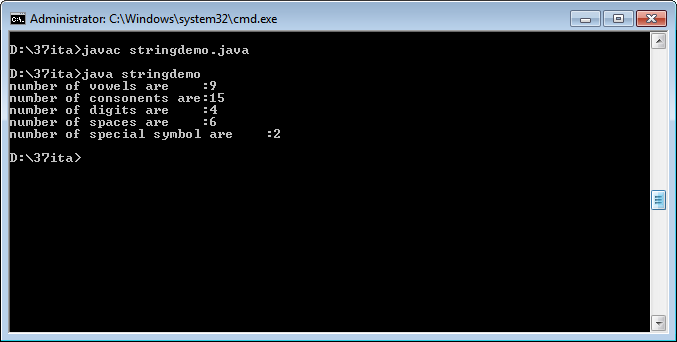 Administrator: C:\Windows\system32\cmd.exe
D:\37ita>javac stringdemo.java
D:\37ita>java stringdemo
number of vowels are    :9
number of consonents are:15
number of digits are    :4
number of spaces are    :6
number of special symbol are    :2
D:\37ita>